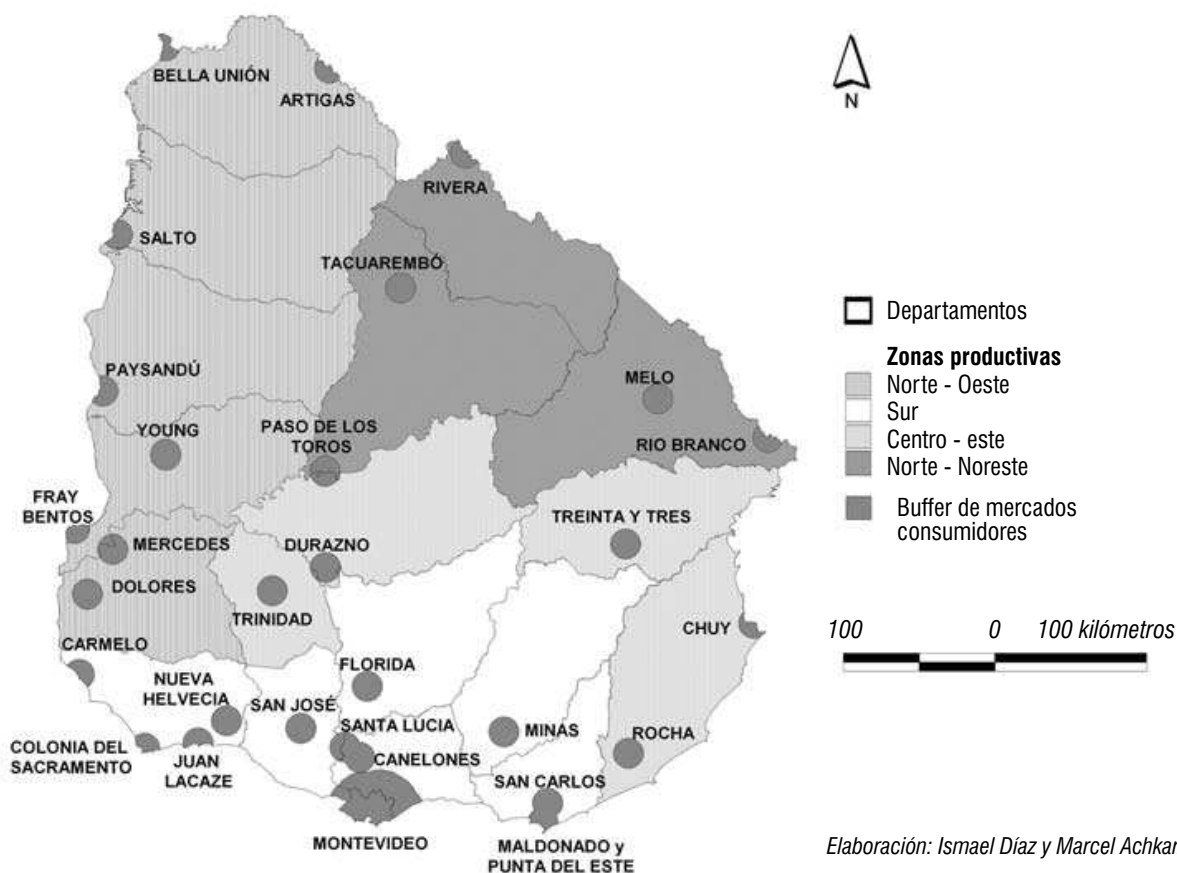 BELLA UNIÓN
ARTIGAS
N
RIVERA
SALTO
TACUAREMBÓ
Departamentos
Zonas productivas
Norte - Oeste
Sur
Centro - este
Norte - Noreste
Buffer de mercados
consumidores
PAYSANDÚ
MELO
YOUNG
PASO DE LOS
TOROS
RIO BRANCO
FRAY
BENTOS
MERCEDES
DURAZNO
TREINTA Y TRES
DOLORES
TRINIDAD
CARMELO
CHUY
100 0 100 kilómetros
NUEVA
HELVECIA
FLORIDA
SAN JOSÉ
SANTA LUCIA
MINAS
ROCHA
COLONIA DEL
SACRAMENTO
JUAN
LACAZE
CANELONES
SAN CARLOS
MONTEVIDEO
MALDONADO y
PUNTA DEL ESTE
Elaboración: Ismael Díaz y Marcel Achkar